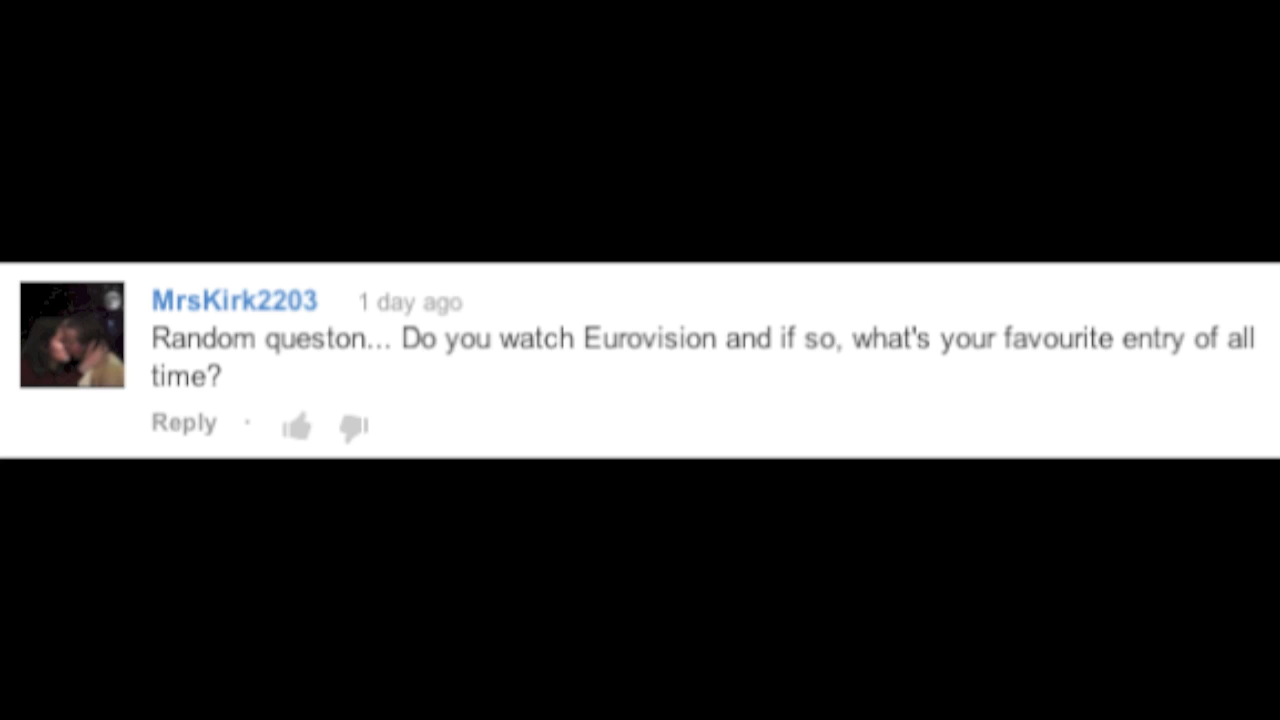 MrsKirk2203 1 day ago
Random queston... Do you watch Eurovision and if so, what's your favourite entry of all
time?
Reply ·